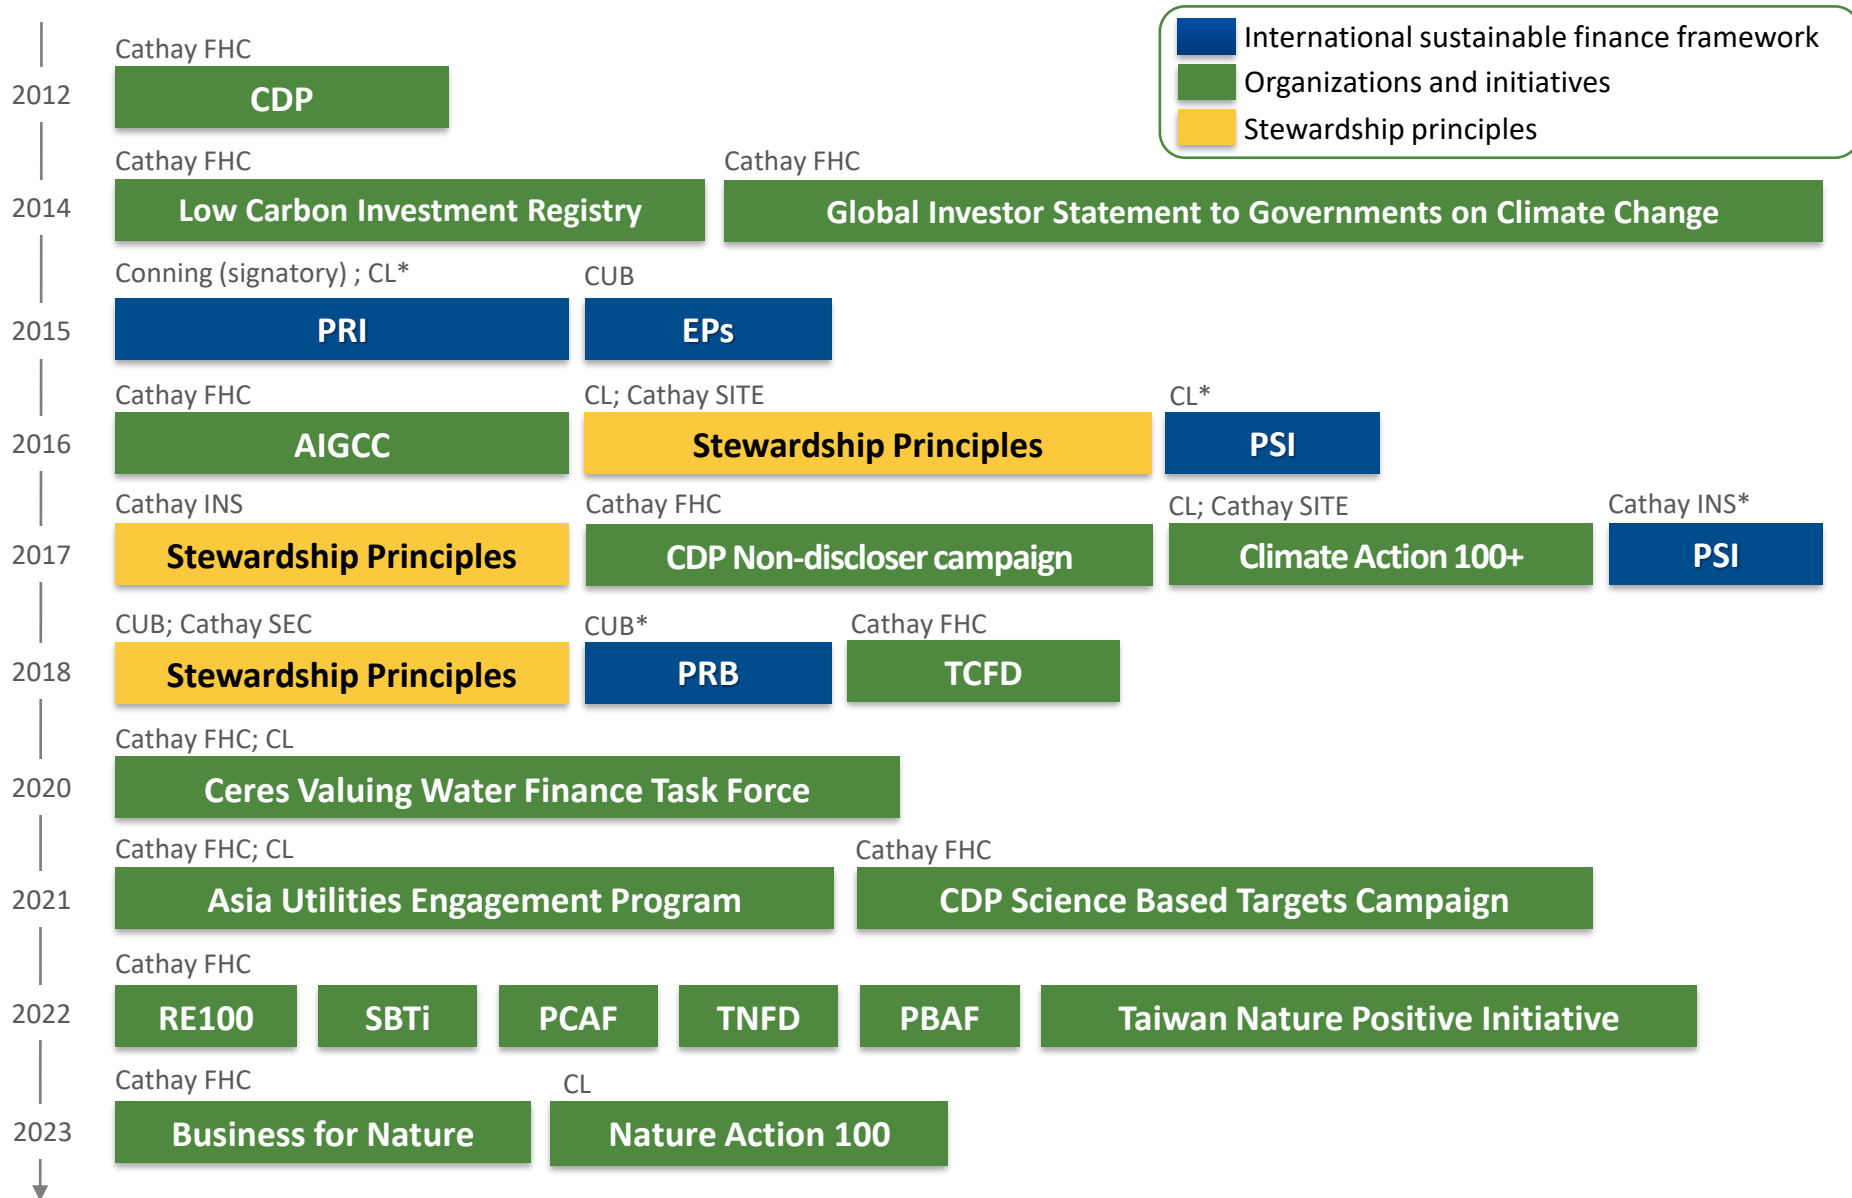 International sustainable finance framework
Organizations and initiatives
Stewardship principles
2012
Cathay FHC
CDP
2014
Cathay FHC
Low Carbon Investment Registry
Cathay FHC
Global Investor Statement to Governments on Climate Change
2015
Conning (signatory) ; CL*
PRI
CUB
EPs
2016
Cathay FHC
AIGCC
CL; Cathay SITE
Stewardship Principles
CL*
PSI
2017
Cathay INS
Stewardship Principles
Cathay FHC
CDP Non-discloser campaign
CL; Cathay SITE
Climate Action 100+
Cathay INS*
PSI
2018
CUB; Cathay SEC
Stewardship Principles
CUB*
PRB
Cathay FHC
TCFD
2020
Cathay FHC; CL
Ceres Valuing Water Finance Task Force
2021
Cathay FHC; CL
Asia Utilities Engagement Program
Cathay FHC
CDP Science Based Targets Campaign
2022
Cathay FHC
RE100
SBTi
PCAF
TNFD
PBAF
Taiwan Nature Positive Initiative
2023
Cathay FHC
Business for Nature
CL
Nature Action 100